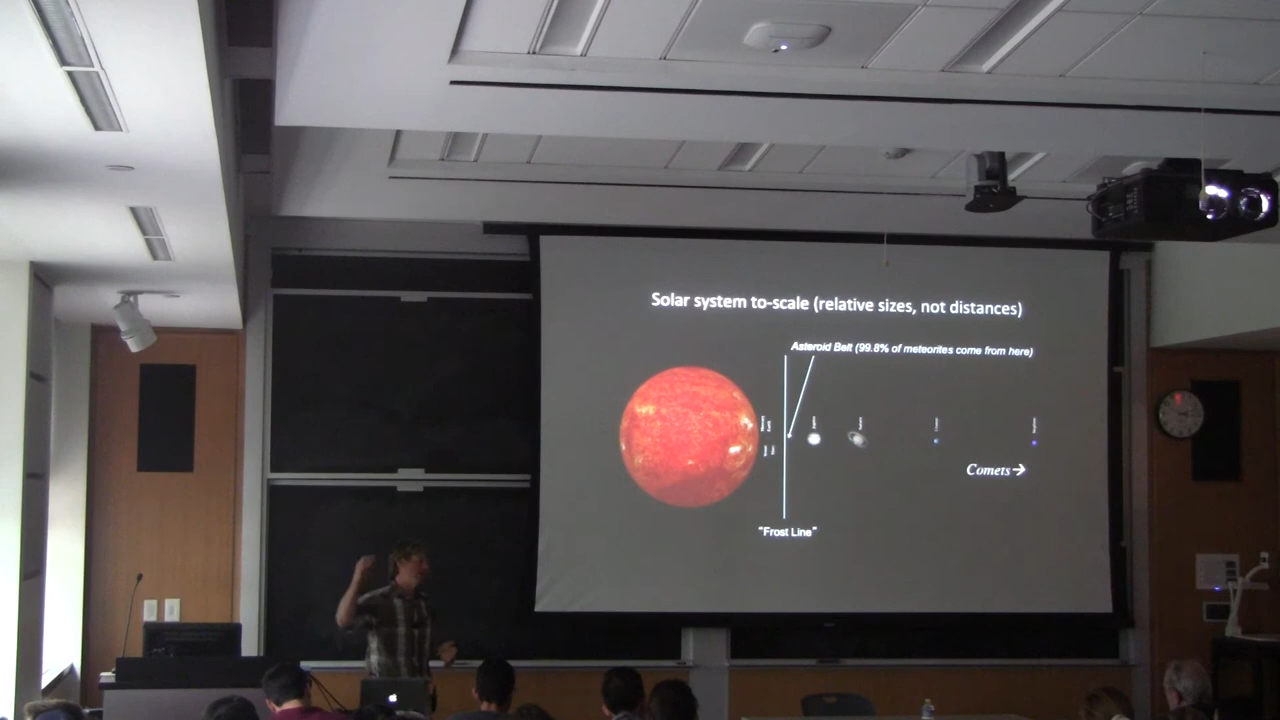 Solar system to-scale (relative sizes, not distances)
Asteroid Belt (99.8% of meteorites come from here)
Comets→
“Frost Line”